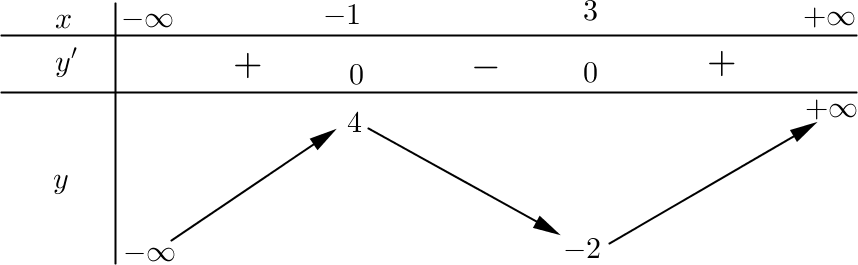 x −∞ −1 3 +∞
y′ + 0 − 0 +
+∞
4
y
−∞ −2